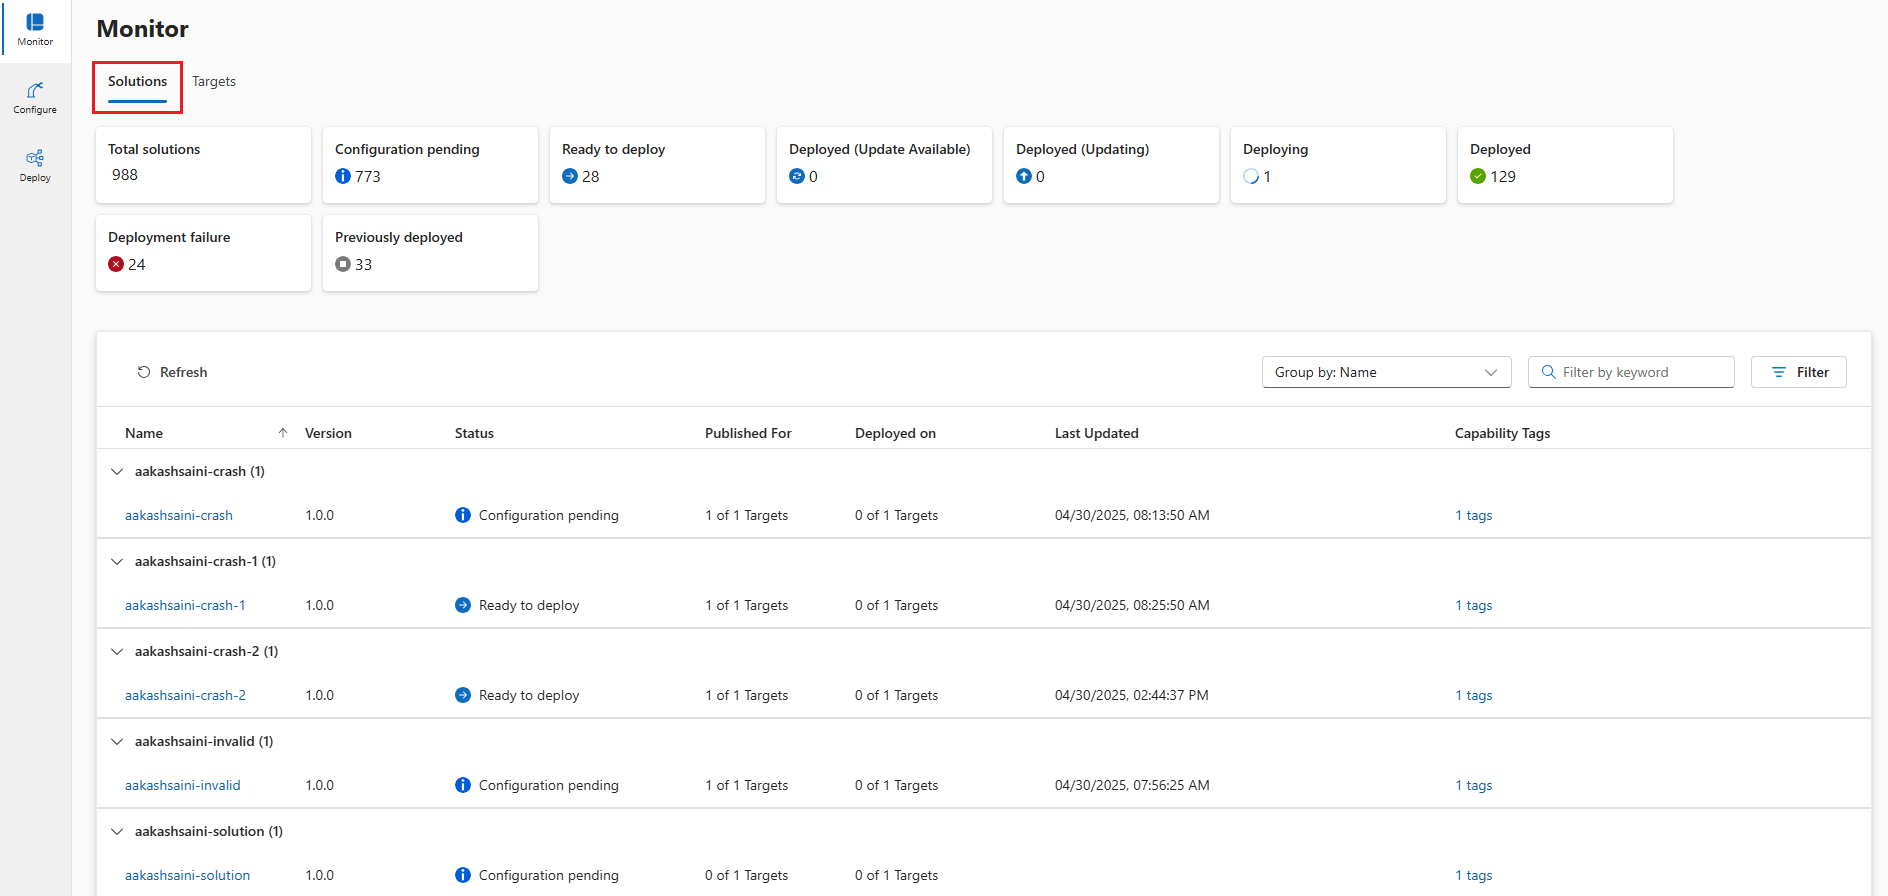 Monitor
Configure
Deploy
Monitor
Solutions Targets
Total solutions
988
Configuration pending
773
Ready to deploy
28
Deployed (Update Available)
0
Deployed (Updating)
0
Deploying
1
Deployed
129
Deployment failure
24
Previously deployed
33
Refresh Group by: Name Filter by keyword Filter
Name Version Status Published For Deployed on Last Updated Capability Tags
aakashsaini-crash (1)
aakashsaini-crash 1.0.0 Configuration pending 1 of 1 Targets 0 of 1 Targets 04/30/2025, 08:13:50 AM 1 tags
aakashsaini-crash-1 (1)
aakashsaini-crash-1 1.0.0 Ready to deploy 1 of 1 Targets 0 of 1 Targets 04/30/2025, 08:25:50 AM 1 tags
aakashsaini-crash-2 (1)
aakashsaini-crash-2 1.0.0 Ready to deploy 1 of 1 Targets 0 of 1 Targets 04/30/2025, 02:44:37 PM 1 tags
aakashsaini-invalid (1)
aakashsaini-invalid 1.0.0 Configuration pending 1 of 1 Targets 0 of 1 Targets 04/30/2025, 07:56:25 AM 1 tags
aakashsaini-solution (1)
aakashsaini-solution 1.0.0 Configuration pending 0 of 1 Targets 0 of 1 Targets 1 tags